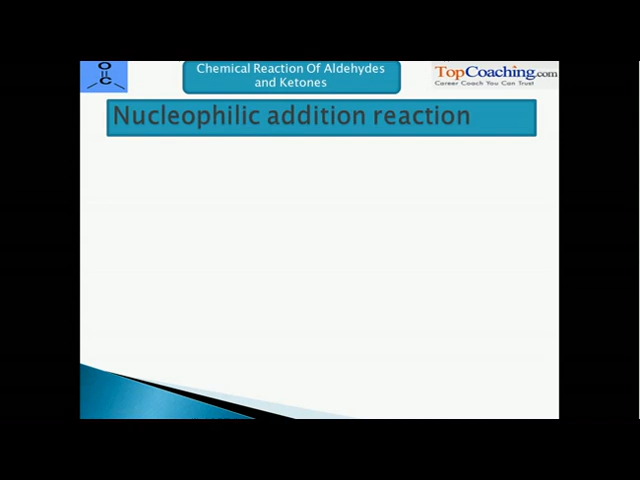 O
C
Chemical Reaction Of Aldehydes
and Ketones
TopCoaching.com
Career Coach You Can Trust
Nucleophilic addition reaction